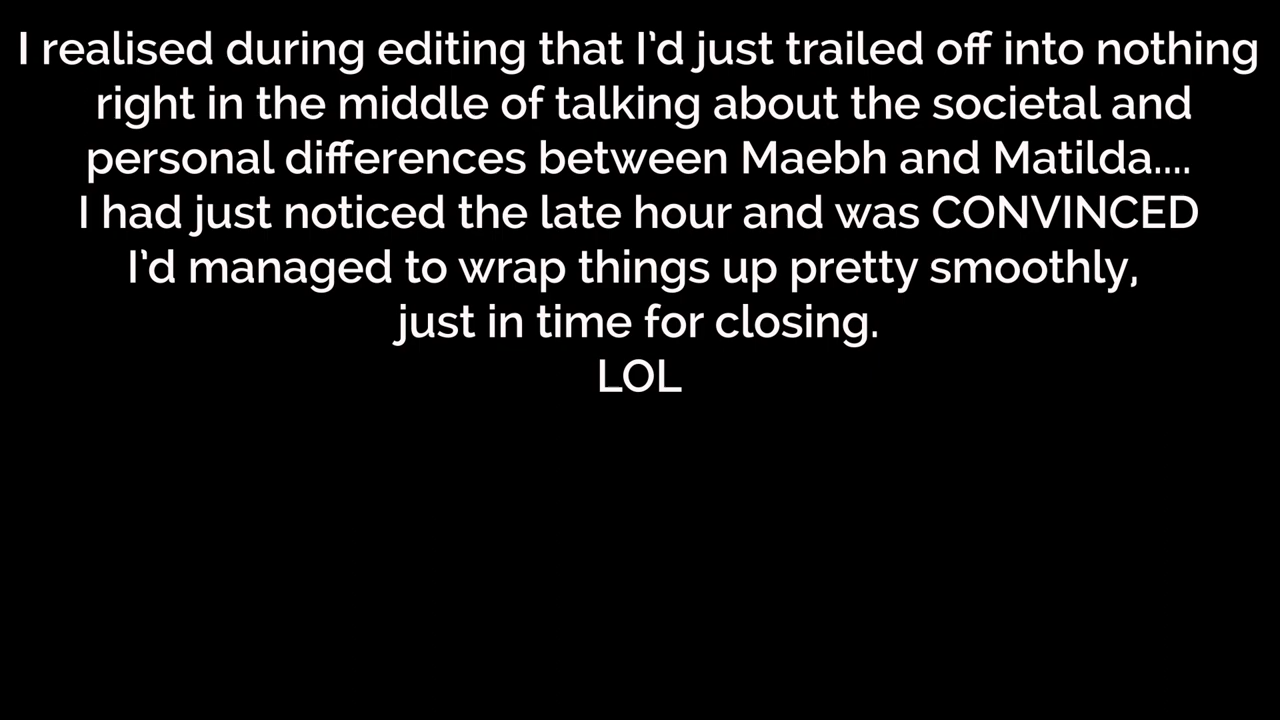 I realised during editing that I’d just trailed off into nothing
right in the middle of talking about the societal and
personal differences between Maebh and Matilda....
I had just noticed the late hour and was CONVINCED
I’d managed to wrap things up pretty smoothly,
just in time for closing.
LOL